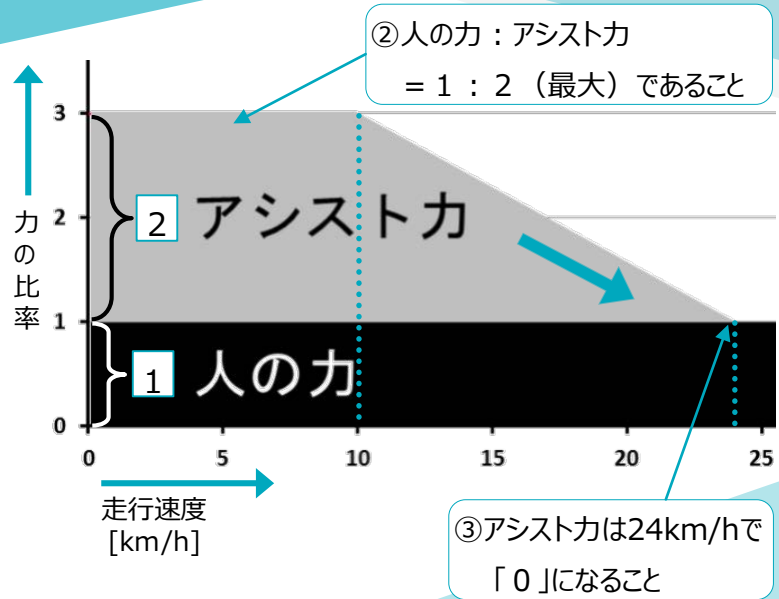 ②人の力：アシスト力
＝１：２（最大）であること
3
2
1
0
力の比率
2 アシスト力
1 人の力
0 5 10 15 20 25
走行速度
[km/h]
③アシスト力は24km/hで
「０」になること